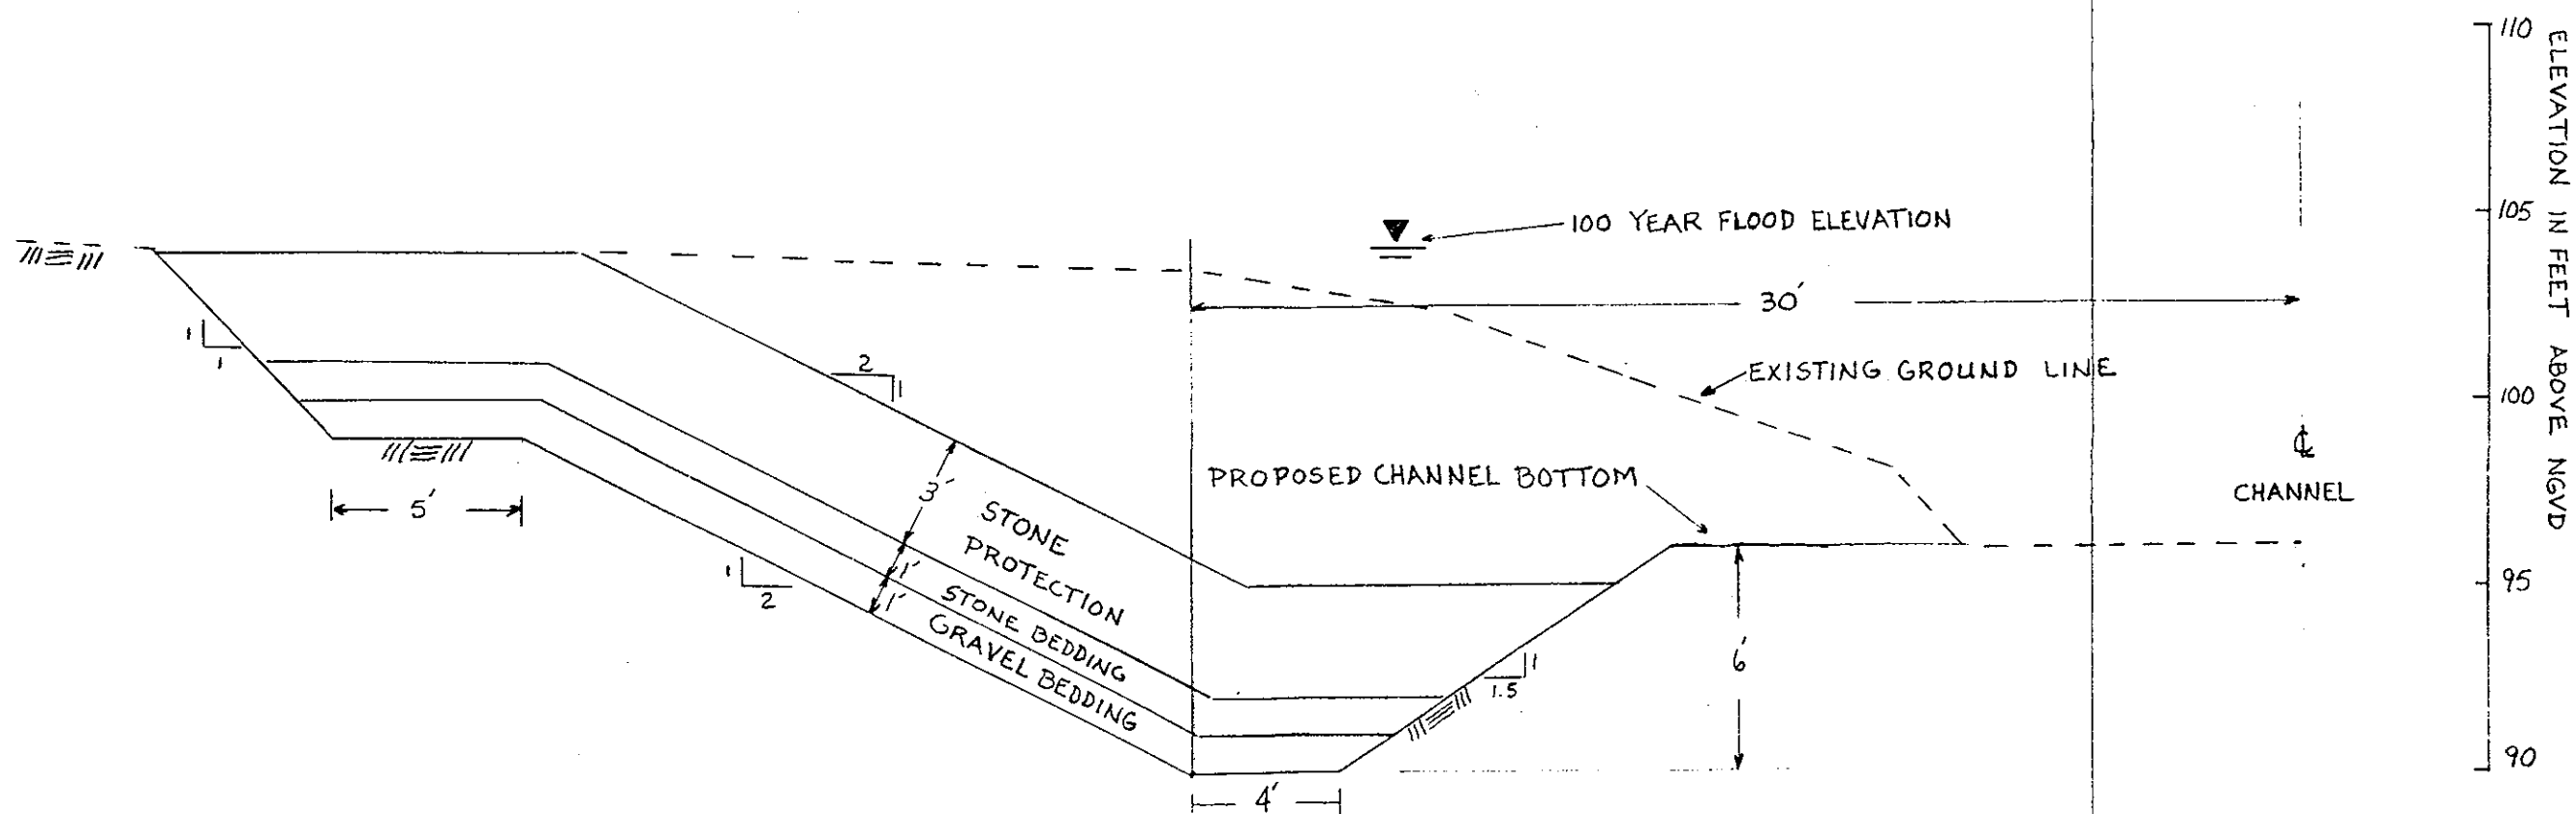 110
ELEVATION IN FEET ABOVE NGVD
105
100 YEAR FLOOD ELEVATION
30'
1
1
2
1
EXISTING GROUND LINE
100
℄
CHANNEL
PROPOSED CHANNEL BOTTOM
5'
3'
STONE
PROTECTION
1'
STONE BEDDING
1'
GRAVEL BEDDING
1
2
95
6'
1
1.5
90
4'